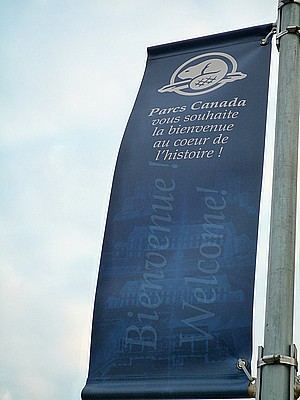 Parcs Canada
vous souhaite
la bienvenue
au coeur de
l'histoire !
Bienvenue !
Welcome!